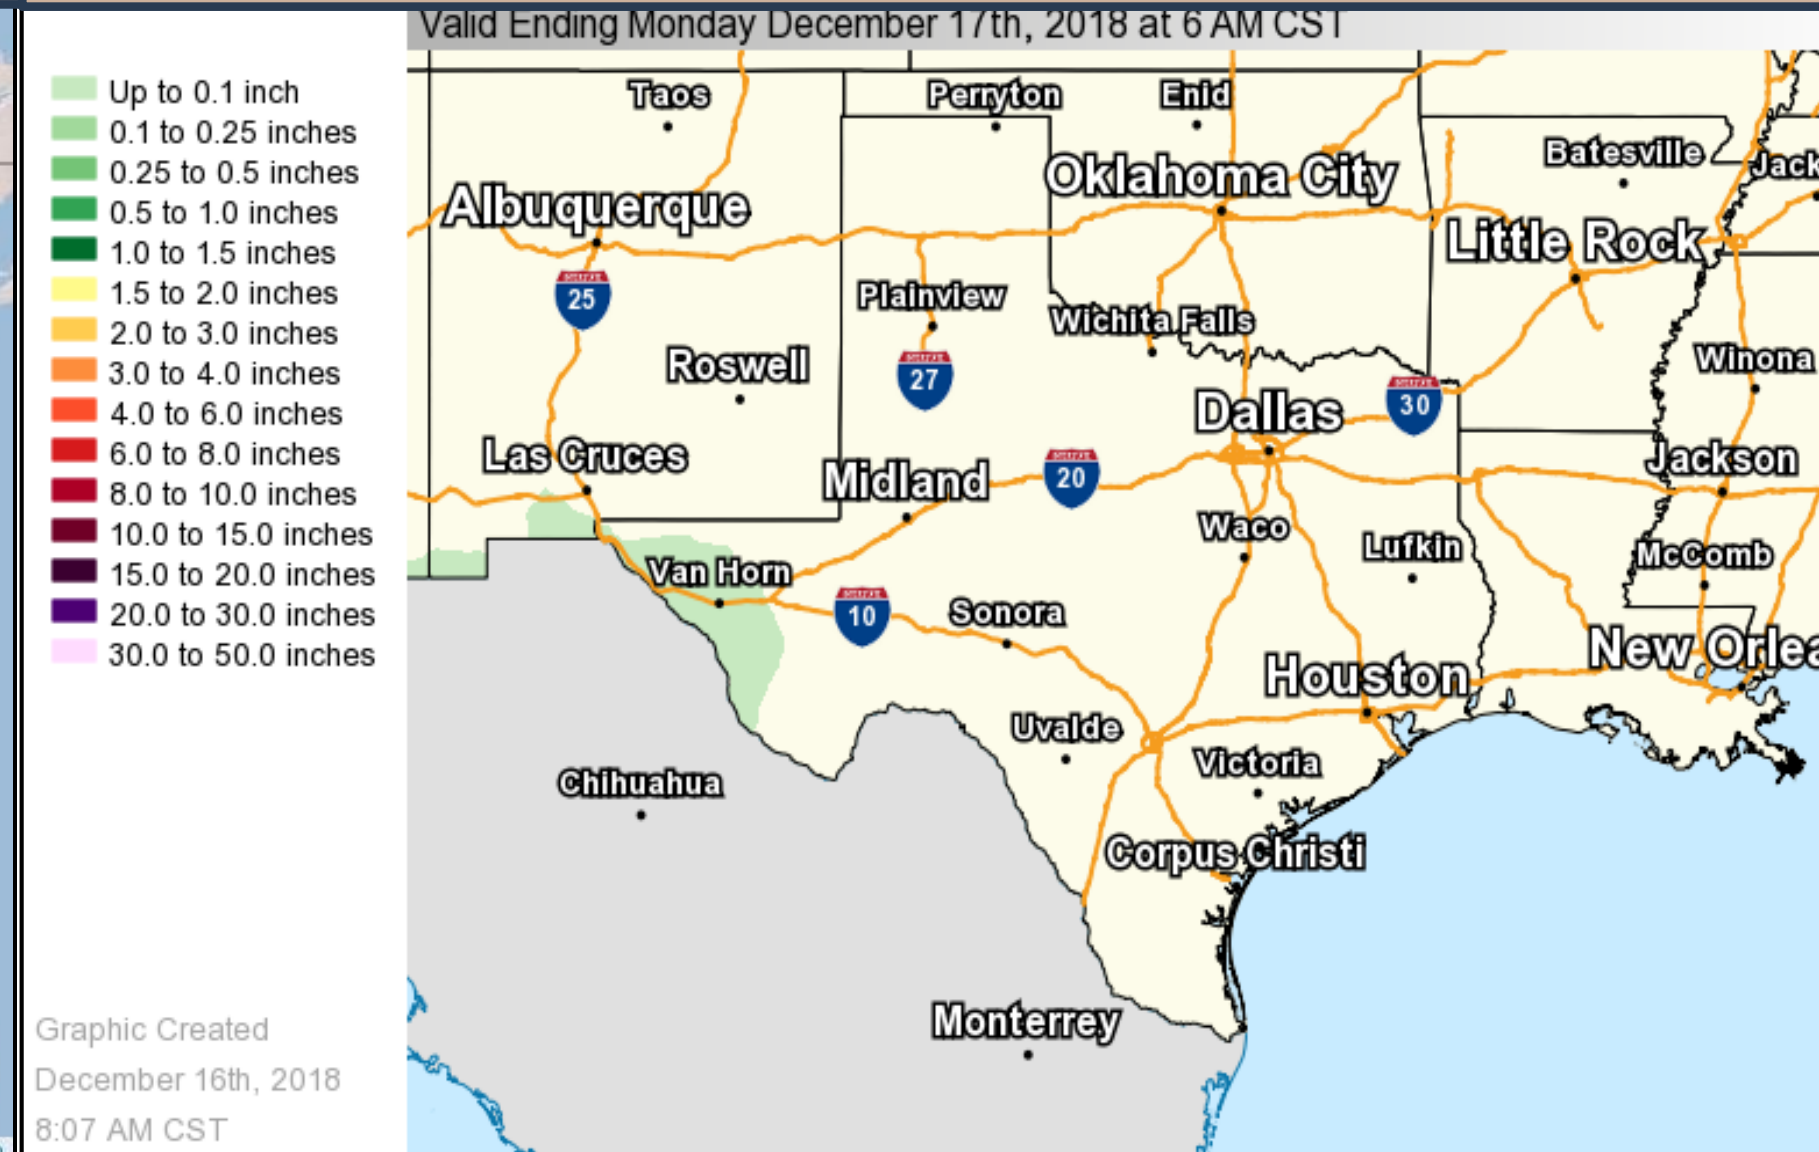 Valid Ending Monday December 17th, 2018 at 6 AM CST
Up to 0.1 inch
0.1 to 0.25 inches
0.25 to 0.5 inches
0.5 to 1.0 inches
1.0 to 1.5 inches
1.5 to 2.0 inches
2.0 to 3.0 inches
3.0 to 4.0 inches
4.0 to 6.0 inches
6.0 to 8.0 inches
8.0 to 10.0 inches
10.0 to 15.0 inches
15.0 to 20.0 inches
20.0 to 30.0 inches
30.0 to 50.0 inches
Graphic Created
December 16th, 2018
8:07 AM CST
Taos
Perryton
Enid
Batesville
Jack
Oklahoma City
Albuquerque
Little Rock
25
Plainview
Wichita Falls
Winona
Roswell
27
30
Dallas
Las Cruces
Midland
20
Jackson
Waco
Lufkin
McComb
Van Horn
10
Sonora
New Orlea
Houston
Uvalde
Victoria
Chihuahua
Corpus Christi
Monterrey